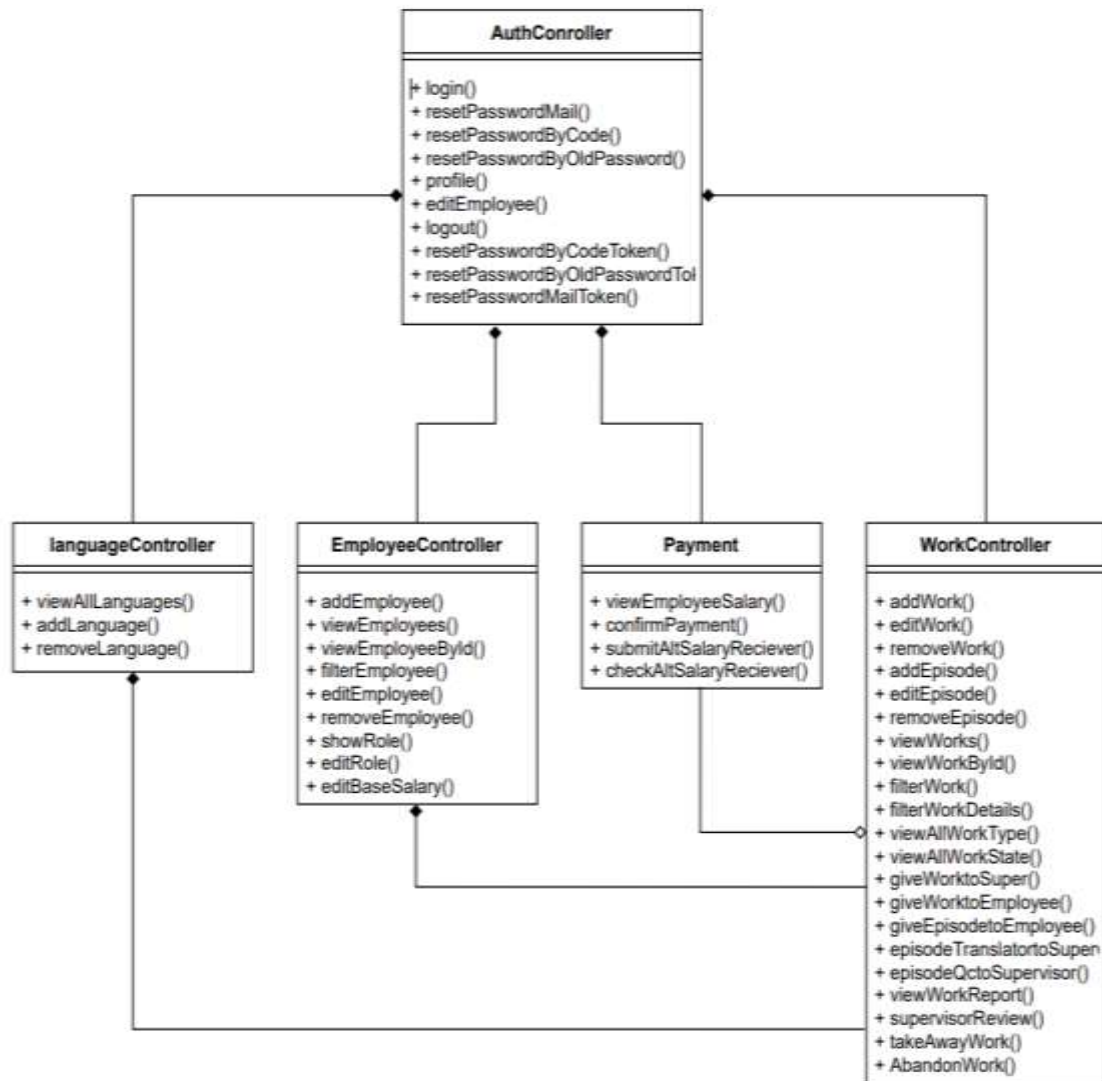 AuthConroller
+ login()
+ resetPasswordMail()
+ resetPasswordByCode()
+ resetPasswordByOldPassword()
+ profile()
+ editEmployee()
+ logout()
+ resetPasswordByCodeToken()
+ resetPasswordByOldPasswordTo
+ resetPasswordMailToken()
languageController
+ viewAllLanguages()
+ addLanguage()
+ removeLanguage()
EmployeeController
+ addEmployee()
+ viewEmployees()
+ viewEmployeeById()
+ filterEmployee()
+ editEmployee()
+ removeEmployee()
+ showRole()
+ editRole()
+ editBaseSalary()
Payment
+ viewEmployeeSalary()
+ confirmPayment()
+ submitAltSalaryReciever()
+ checkAltSalaryReciever()
WorkController
+ addWork()
+ editWork()
+ removeWork()
+ addEpisode()
+ editEpisode()
+ removeEpisode()
+ viewWorks()
+ viewWorkById()
+ filterWork()
+ filterWorkDetails()
+ viewAllWorkType()
+ viewAllWorkState()
+ giveWorktoSuper()
+ giveWorktoEmployee()
+ giveEpisodetoEmployee()
+ episodeTranslatortoSuper
+ episodeQctoSupervisor()
+ viewWorkReport()
+ supervisorReview()
+ takeAwayWork()
+ AbandonWork()